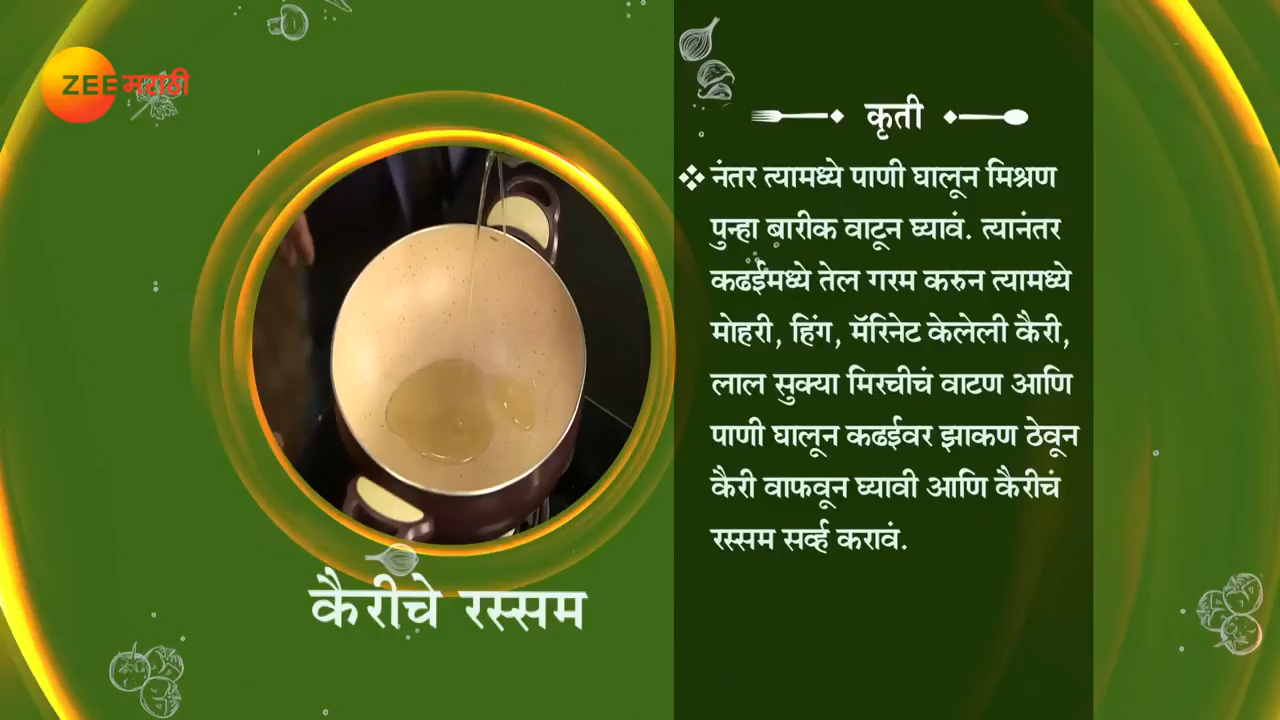 ZEE मराठी
कृती
❖ नंतर त्यामध्ये पाणी घालून मिश्रण
पुन्हा बारीक वाटून घ्यावं. त्यानंतर
कढईमध्ये तेल गरम करुन त्यामध्ये
मोहरी, हिंग, मॅरिनेट केलेली कैरी,
लाल सुक्या मिरचीचं वाटण आणि
पाणी घालून कढईवर झाकण ठेवून
कैरी वाफवून घ्यावी आणि कैरीचं
रस्सम सर्व्ह करावं.
कैरीचे रस्सम